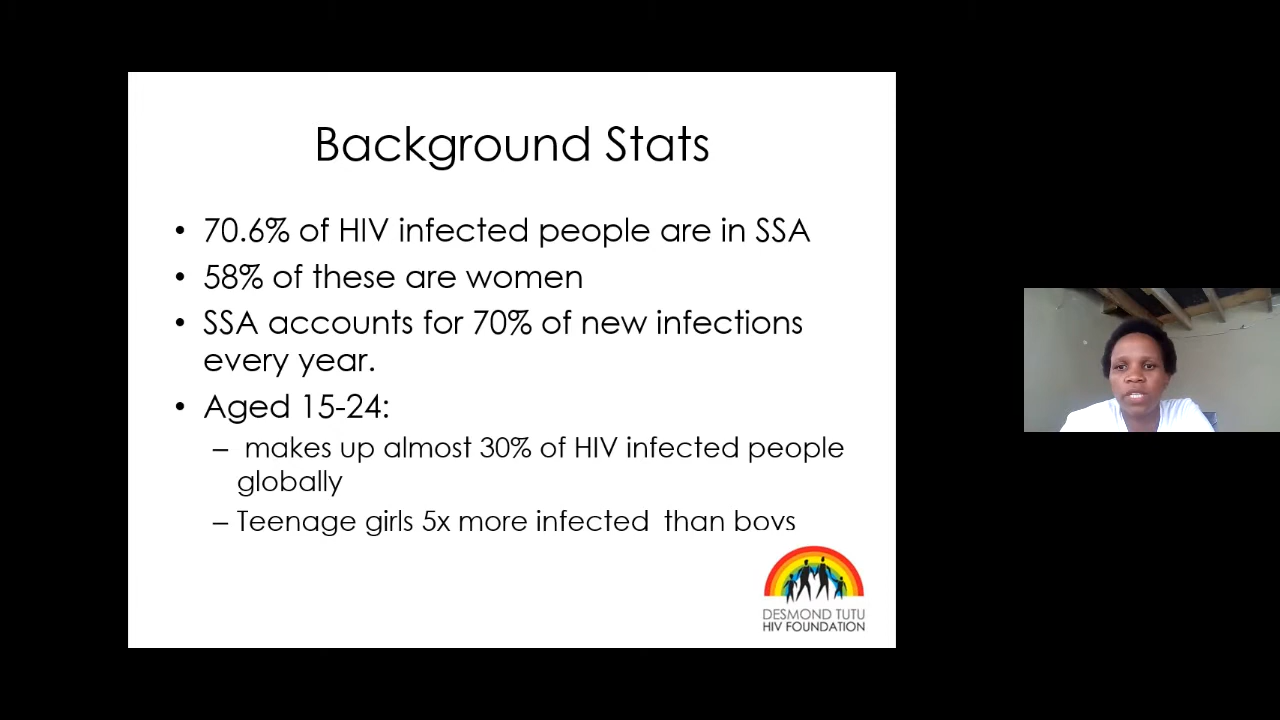 Background Stats
• 70.6% of HIV infected people are in SSA
• 58% of these are women
• SSA accounts for 70% of new infections
every year.
• Aged 15-24:
– makes up almost 30% of HIV infected people
globally
– Teenage girls 5x more infected than boys
DESMOND TUTU
HIV FOUNDATION